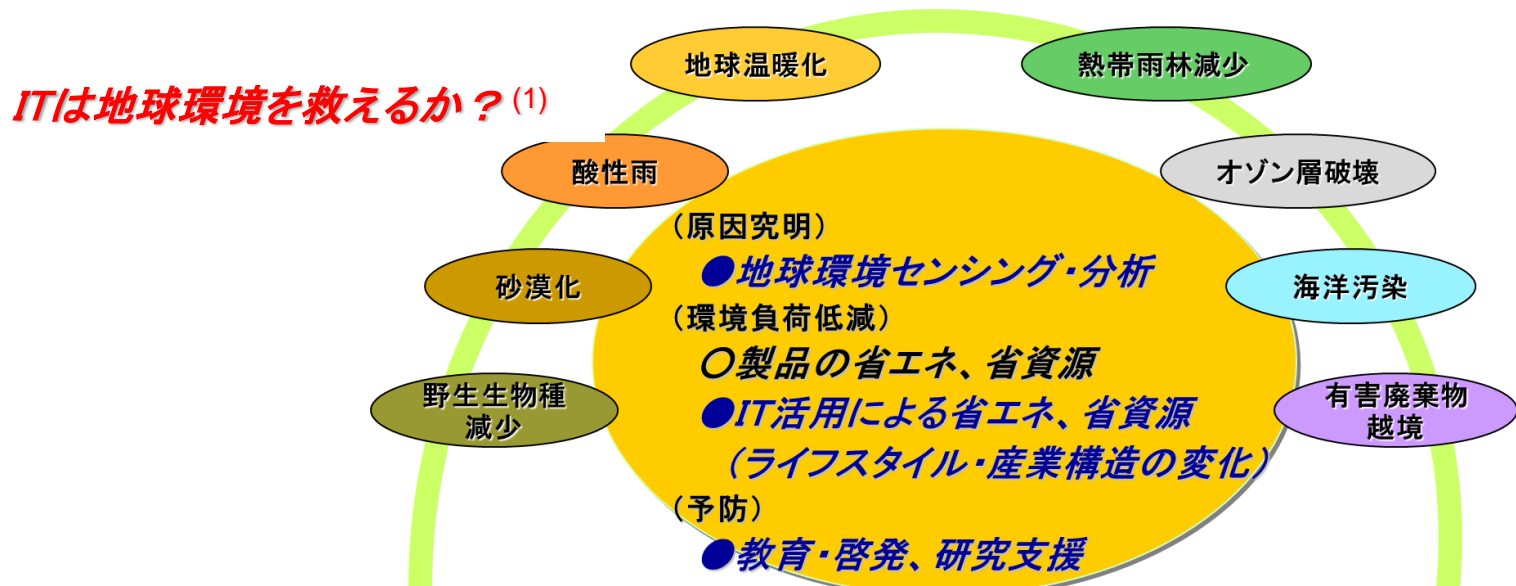 ITは地球環境を救えるか？(1)
地球温暖化
熱帯雨林減少
酸性雨
オゾン層破壊
砂漠化
海洋汚染
野生生物種
減少
有害廃棄物
越境
（原因究明）
●地球環境センシング・分析
（環境負荷低減）
〇製品の省エネ、省資源
●IT活用による省エネ、省資源
（ライフスタイル・産業構造の変化）
（予防）
●教育・啓発、研究支援